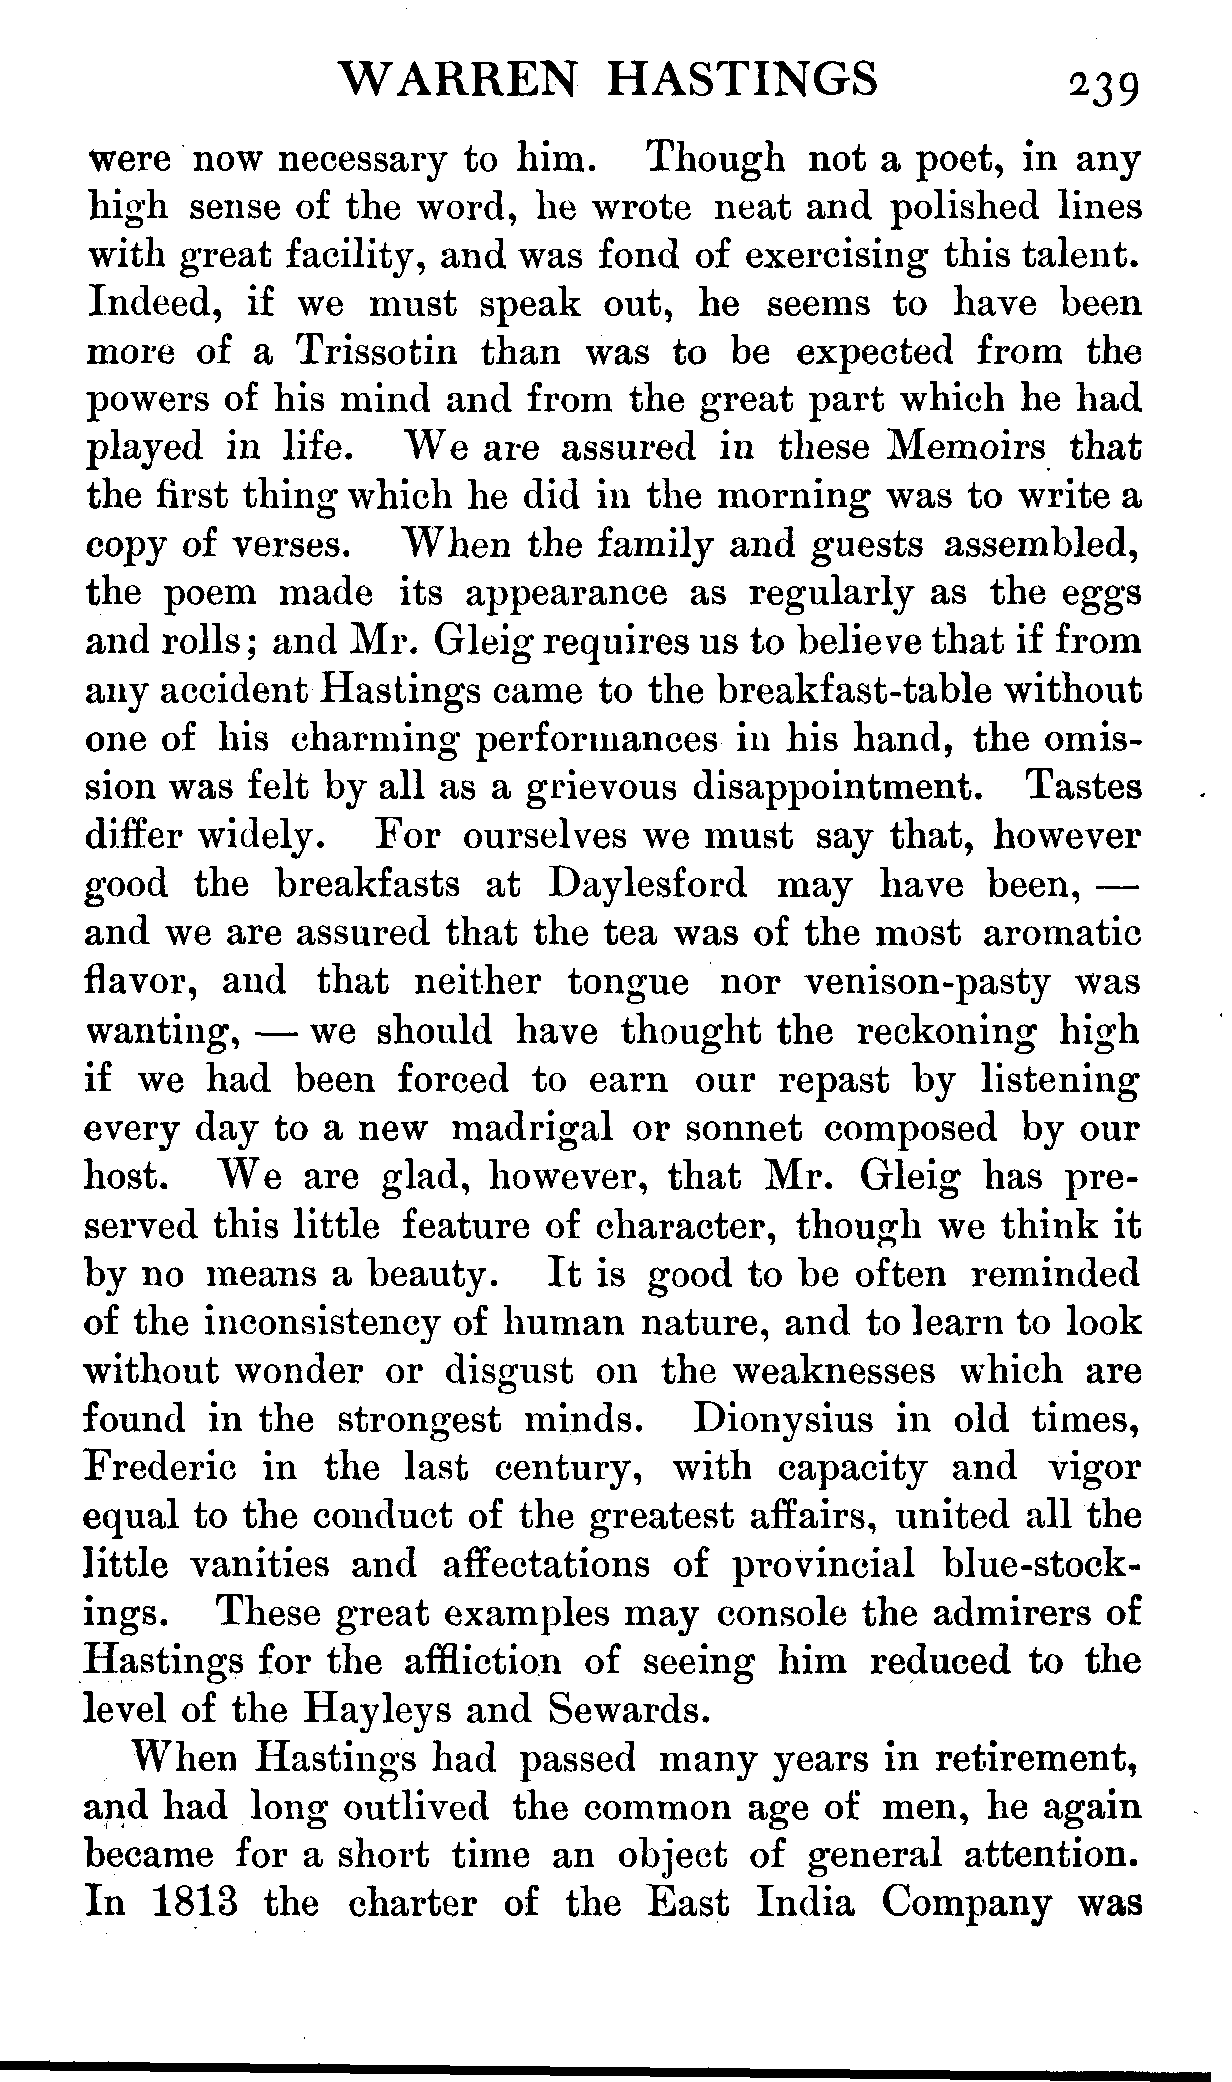 WARREN HASTINGS 239
were now necessary to him. Though not a poet, in any
high sense of the word, he wrote neat and polished lines
with great facility, and was fond of exercising this talent.
Indeed, if we must speak out, he seems to have been
more of a Trissotin than was to be expected from the
powers of his mind and from the great part which he had
played in life. We are assured in these Memoirs that
the first thing which he did in the morning was to write a
copy of verses. When the family and guests assembled,
the poem made its appearance as regularly as the eggs
and rolls; and Mr. Gleig requires us to believe that if from
any accident Hastings came to the breakfast-table without
one of his charming performances in his hand, the omis-
sion was felt by all as a grievous disappointment. Tastes
differ widely. For ourselves we must say that, however
good the breakfasts at Daylesford may have been, —
and we are assured that the tea was of the most aromatic
flavor, and that neither tongue nor venison-pasty was
wanting, — we should have thought the reckoning high
if we had been forced to earn our repast by listening
every day to a new madrigal or sonnet composed by our
host. We are glad, however, that Mr. Gleig has pre-
served this little feature of character, though we think it
by no means a beauty. It is good to be often reminded
of the inconsistency of human nature, and to learn to look
without wonder or disgust on the weaknesses which are
found in the strongest minds. Dionysius in old times,
Frederic in the last century, with capacity and vigor
equal to the conduct of the greatest affairs, united all the
little vanities and affectations of provincial blue-stock-
ings. These great examples may console the admirers of
Hastings for the affliction of seeing him reduced to the
level of the Hayleys and Sewards.
When Hastings had passed many years in retirement,
and had long outlived the common age of men, he again
became for a short time an object of general attention.
In 1813 the charter of the East India Company was